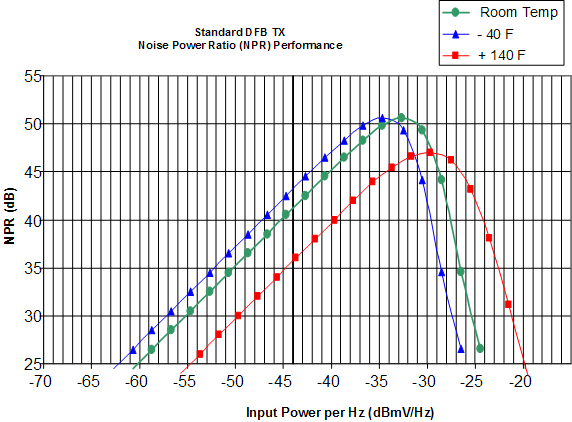 Room Temp
- 40 F
+ 140 F
Standard DFB TX
Noise Power Ratio (NPR) Performance
55
50
45
40
35
30
25
NPR (dB)
-70 -65 -60 -55 -50 -45 -40 -35 -30 -25 -20
Input Power per Hz (dBmV/Hz)